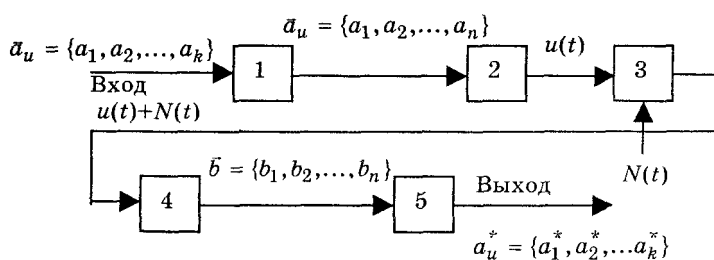 ā_u = {a_1, a_2, ..., a_n}
ā_u = {a_1, a_2, ..., a_k}
u(t)
1
2
3
Вход
u(t)+N(t)
b̄ = {b_1, b_2, ..., b_n}
N(t)
4
5
Выход
a_u^* = {a_1^*, a_2^*, ...a_k^*}